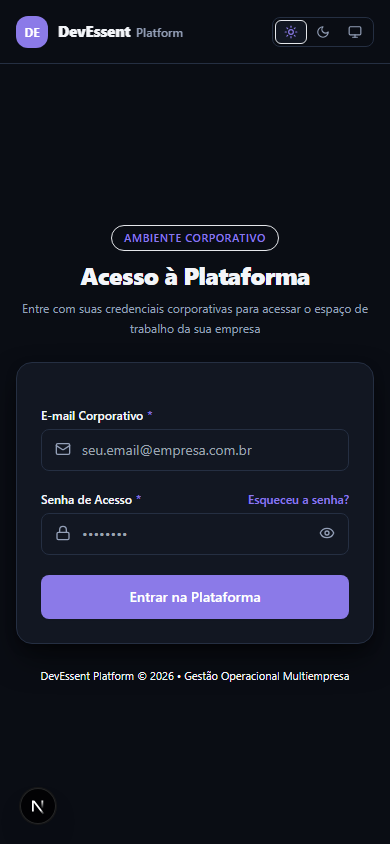 DE DevEssent Platform
AMBIENTE CORPORATIVO
Acesso à Plataforma
Entre com suas credenciais corporativas para acessar o espaço de
trabalho da sua empresa
E-mail Corporativo *
seu.email@empresa.com.br
Senha de Acesso * Esqueceu a senha?
••••••••
Entrar na Plataforma
DevEssent Platform © 2026 • Gestão Operacional Multiempresa
N